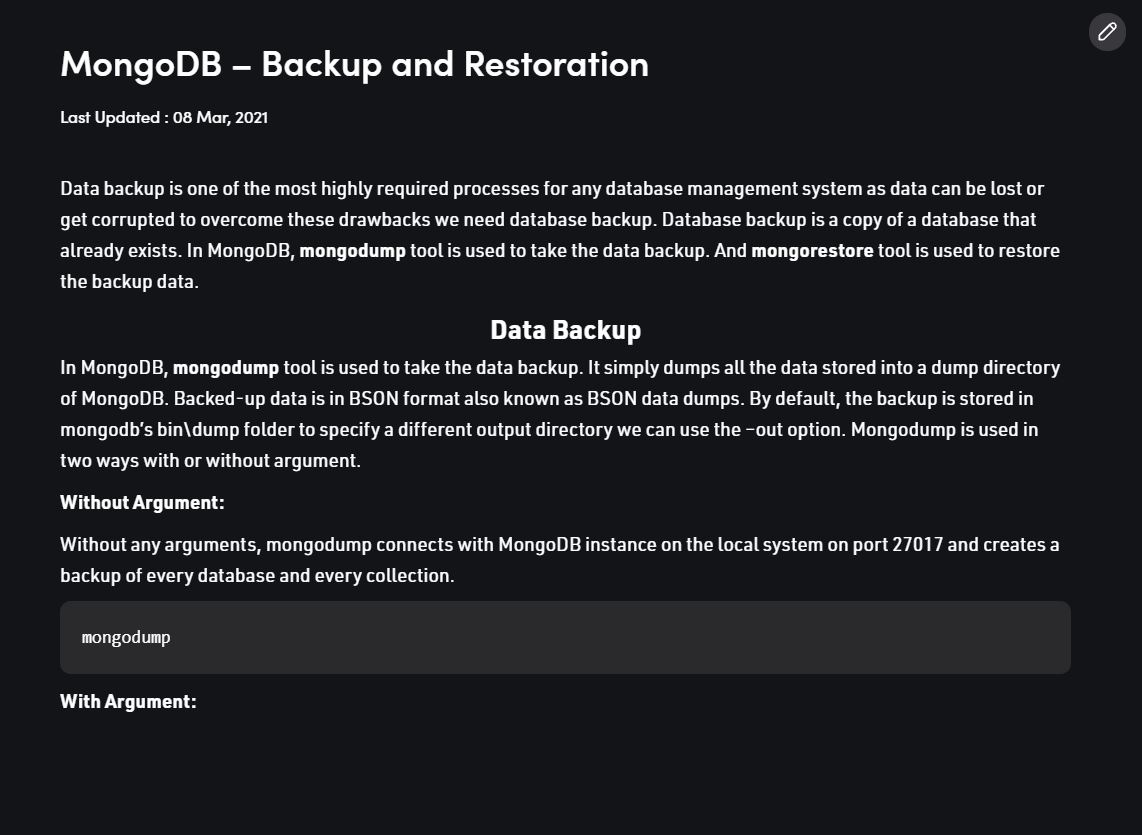 MongoDB – Backup and Restoration
Last Updated : 08 Mar, 2021
Data backup is one of the most highly required processes for any database management system as data can be lost or
get corrupted to overcome these drawbacks we need database backup. Database backup is a copy of a database that
already exists. In MongoDB, mongodump tool is used to take the data backup. And mongorestore tool is used to restore
the backup data.
Data Backup
In MongoDB, mongodump tool is used to take the data backup. It simply dumps all the data stored into a dump directory
of MongoDB. Backed-up data is in BSON format also known as BSON data dumps. By default, the backup is stored in
mongodb’s bin\dump folder to specify a different output directory we can use the –out option. Mongodump is used in
two ways with or without argument.
Without Argument:
Without any arguments, mongodump connects with MongoDB instance on the local system on port 27017 and creates a
backup of every database and every collection.
mongodump
With Argument: